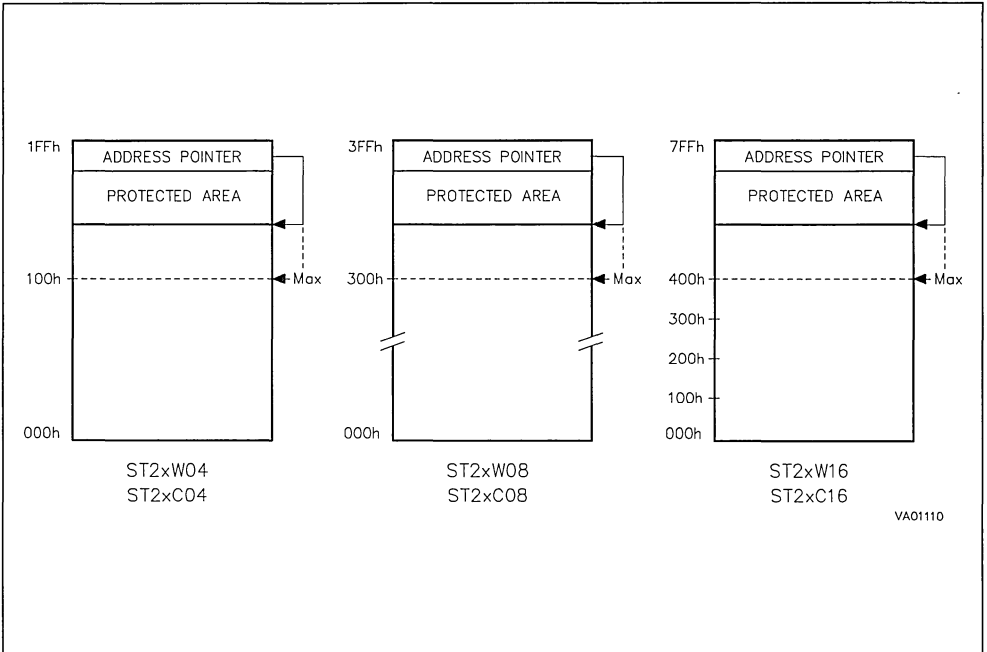 1FFh
ADDRESS POINTER
PROTECTED AREA
100h
Max
000h
ST2xW04
ST2xC04
3FFh
ADDRESS POINTER
PROTECTED AREA
300h
Max
000h
ST2xW08
ST2xC08
7FFh
ADDRESS POINTER
PROTECTED AREA
400h
Max
300h
200h
100h
000h
ST2xW16
ST2xC16
VA01110